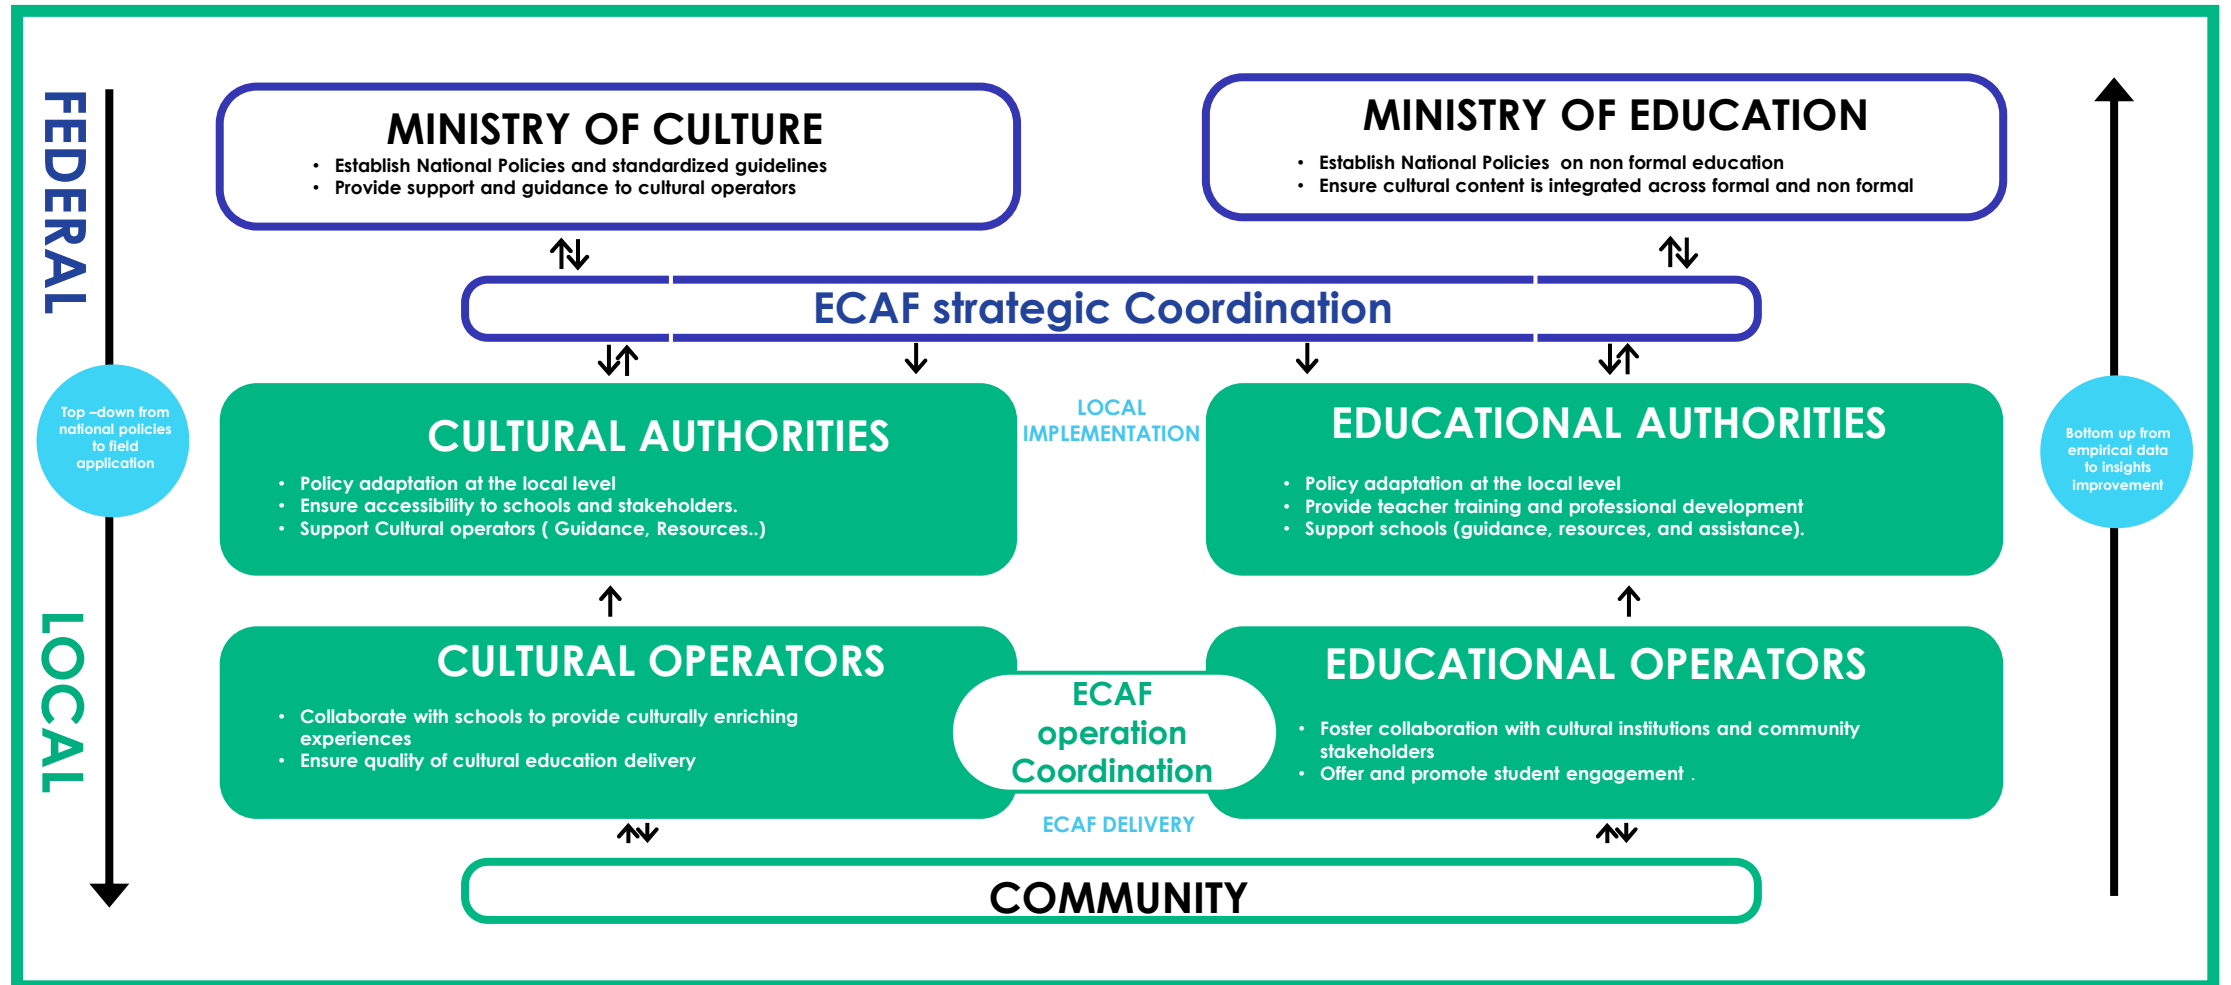 FEDERAL
LOCAL
Top –down from
national policies
to field
application
MINISTRY OF CULTURE
• Establish National Policies and standardized guidelines
• Provide support and guidance to cultural operators
MINISTRY OF EDUCATION
• Establish National Policies  on non formal education
• Ensure cultural content is integrated across formal and non formal
ECAF strategic Coordination
CULTURAL AUTHORITIES
• Policy adaptation at the local level
• Ensure accessibility to schools and stakeholders.
• Support Cultural operators ( Guidance, Resources..)
LOCAL
IMPLEMENTATION
EDUCATIONAL AUTHORITIES
• Policy adaptation at the local level
• Provide teacher training and professional development
• Support schools (guidance, resources, and assistance).
Bottom up from
empirical data
to insights
improvement
CULTURAL OPERATORS
• Collaborate with schools to provide culturally enriching
experiences
• Ensure quality of cultural education delivery
ECAF
operation
Coordination
EDUCATIONAL OPERATORS
• Foster collaboration with cultural institutions and community
stakeholders
• Offer and promote student engagement .
ECAF DELIVERY
COMMUNITY